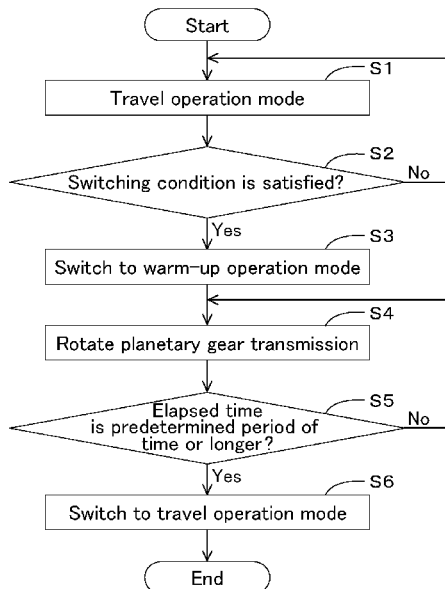 Start
S1
Travel operation mode
S2
Switching condition is satisfied?
No
Yes
S3
Switch to warm-up operation mode
S4
Rotate planetary gear transmission
S5
Elapsed time
is predetermined period of
time or longer?
No
Yes
S6
Switch to travel operation mode
End